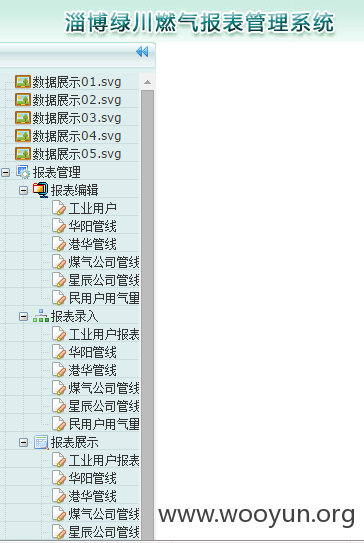 淄博绿川燃气报表管理系统
数据展示01.svg
数据展示02.svg
数据展示03.svg
数据展示04.svg
数据展示05.svg
报表管理
报表编辑
工业用户
华阳管线
港华管线
煤气公司管线
星辰公司管线
民用户用气量
报表录入
工业用户报表
华阳管线
港华管线
煤气公司管线
星辰公司管线
民用户用气量
报表展示
工业用户报表
华阳管线
港华管线
煤气公司管线
星辰公司管线
www.wooyun.org